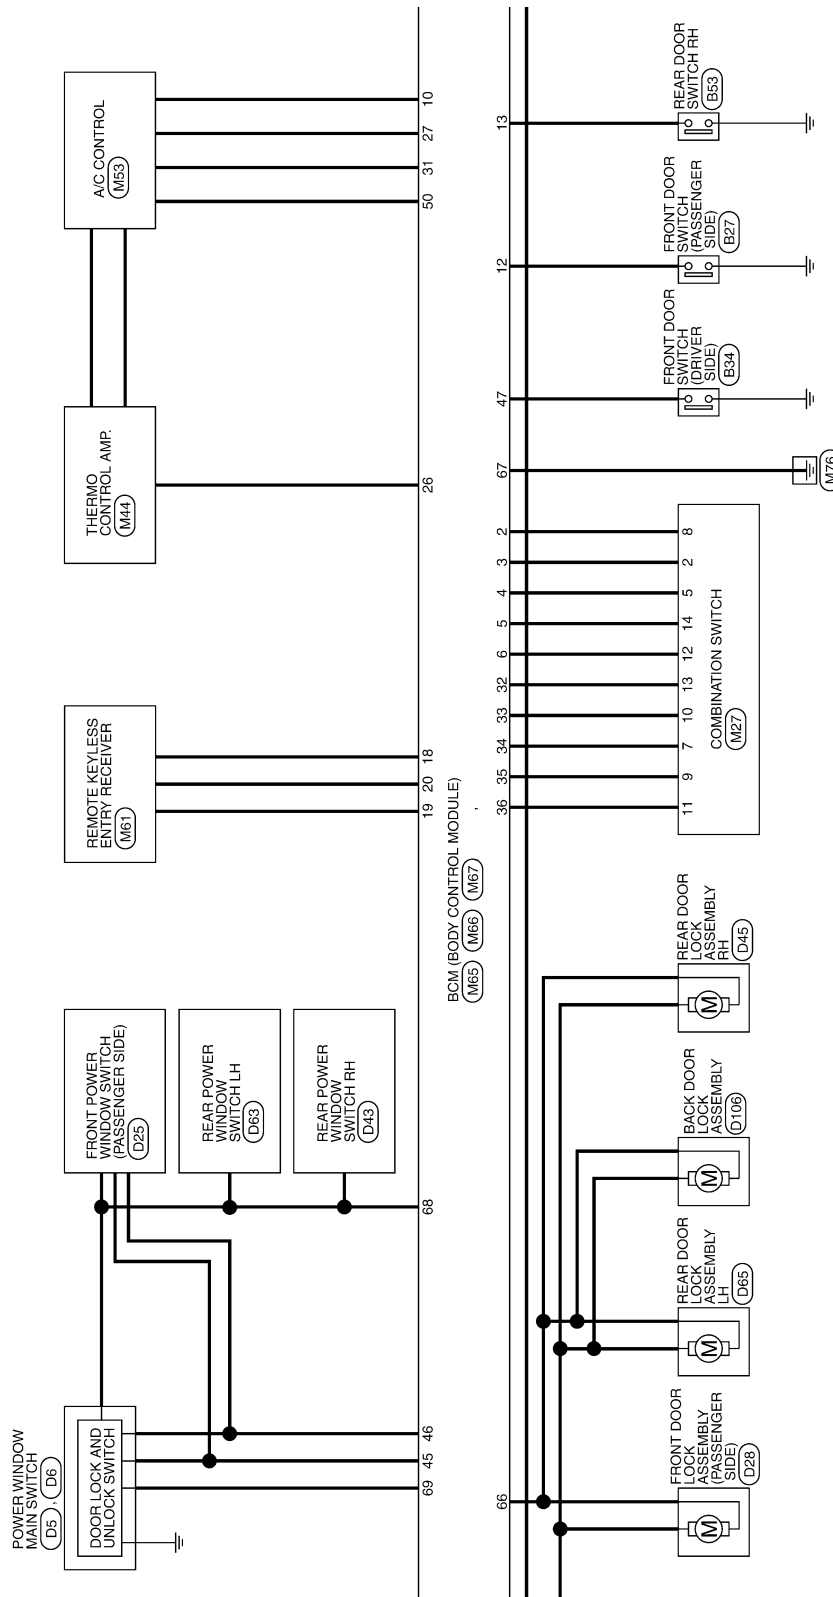 POWER WINDOW
MAIN SWITCH
D5 , D6
DOOR LOCK AND
UNLOCK SWITCH
69
45
46
FRONT POWER
WINDOW SWITCH
(PASSENGER SIDE)
D25
REAR POWER
WINDOW
SWITCH LH
D63
REAR POWER
WINDOW
SWITCH RH
D43
68
REMOTE KEYLESS
ENTRY RECEIVER
M61
19
20
18
THERMO
CONTROL AMP.
M44
26
A/C CONTROL
M53
50
31
27
10
BCM (BODY CONTROL MODULE)
M65 M66 M67
,
66
36
35
34
33
32
6
5
4
3
2
67
47
12
13
FRONT DOOR
LOCK
ASSEMBLY
(PASSENGER
SIDE)
D28
M
REAR DOOR
LOCK
ASSEMBLY
LH
D65
M
BACK DOOR
LOCK
ASSEMBLY
D106
M
REAR DOOR
LOCK
ASSEMBLY
RH
D45
M
11
9
7
10
13
12
14
5
2
8
COMBINATION SWITCH
M27
M76
FRONT DOOR
SWITCH
(DRIVER
SIDE)
B34
FRONT DOOR
SWITCH
(PASSENGER
SIDE)
B27
REAR DOOR
SWITCH RH
B53